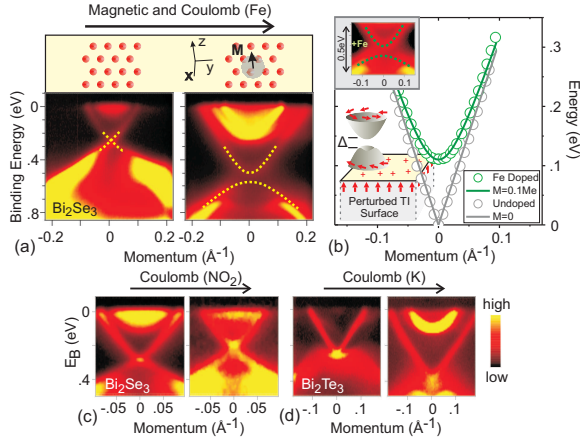 Magnetic and Coulomb (Fe)
(a)
z
y
x
M
Binding Energy (eV)
0
.2
.4
.6
.8
Bi2Se3
-0.2 0 0.2
-0.2 0 0.2
Momentum (Å-1)
(b)
0.5eV
+Fe
-0.1 0 0.1
Δ
Perturbed TI
Surface
Energy (eV)
.3
.2
.1
0
Fe Doped
M=0.1Me
Undoped
M=0
-0.1 0 0.1
Momentum (Å-1)
Coulomb (NO2)
Coulomb (K)
EB (eV)
0
.2
.4
Bi2Se3
Bi2Te3
high
low
(c)
-.05 0 .05
-.05 0 .05
(d)
-.1 0 .1
-.1 0 .1
Momentum (Å-1)
Momentum (Å-1)